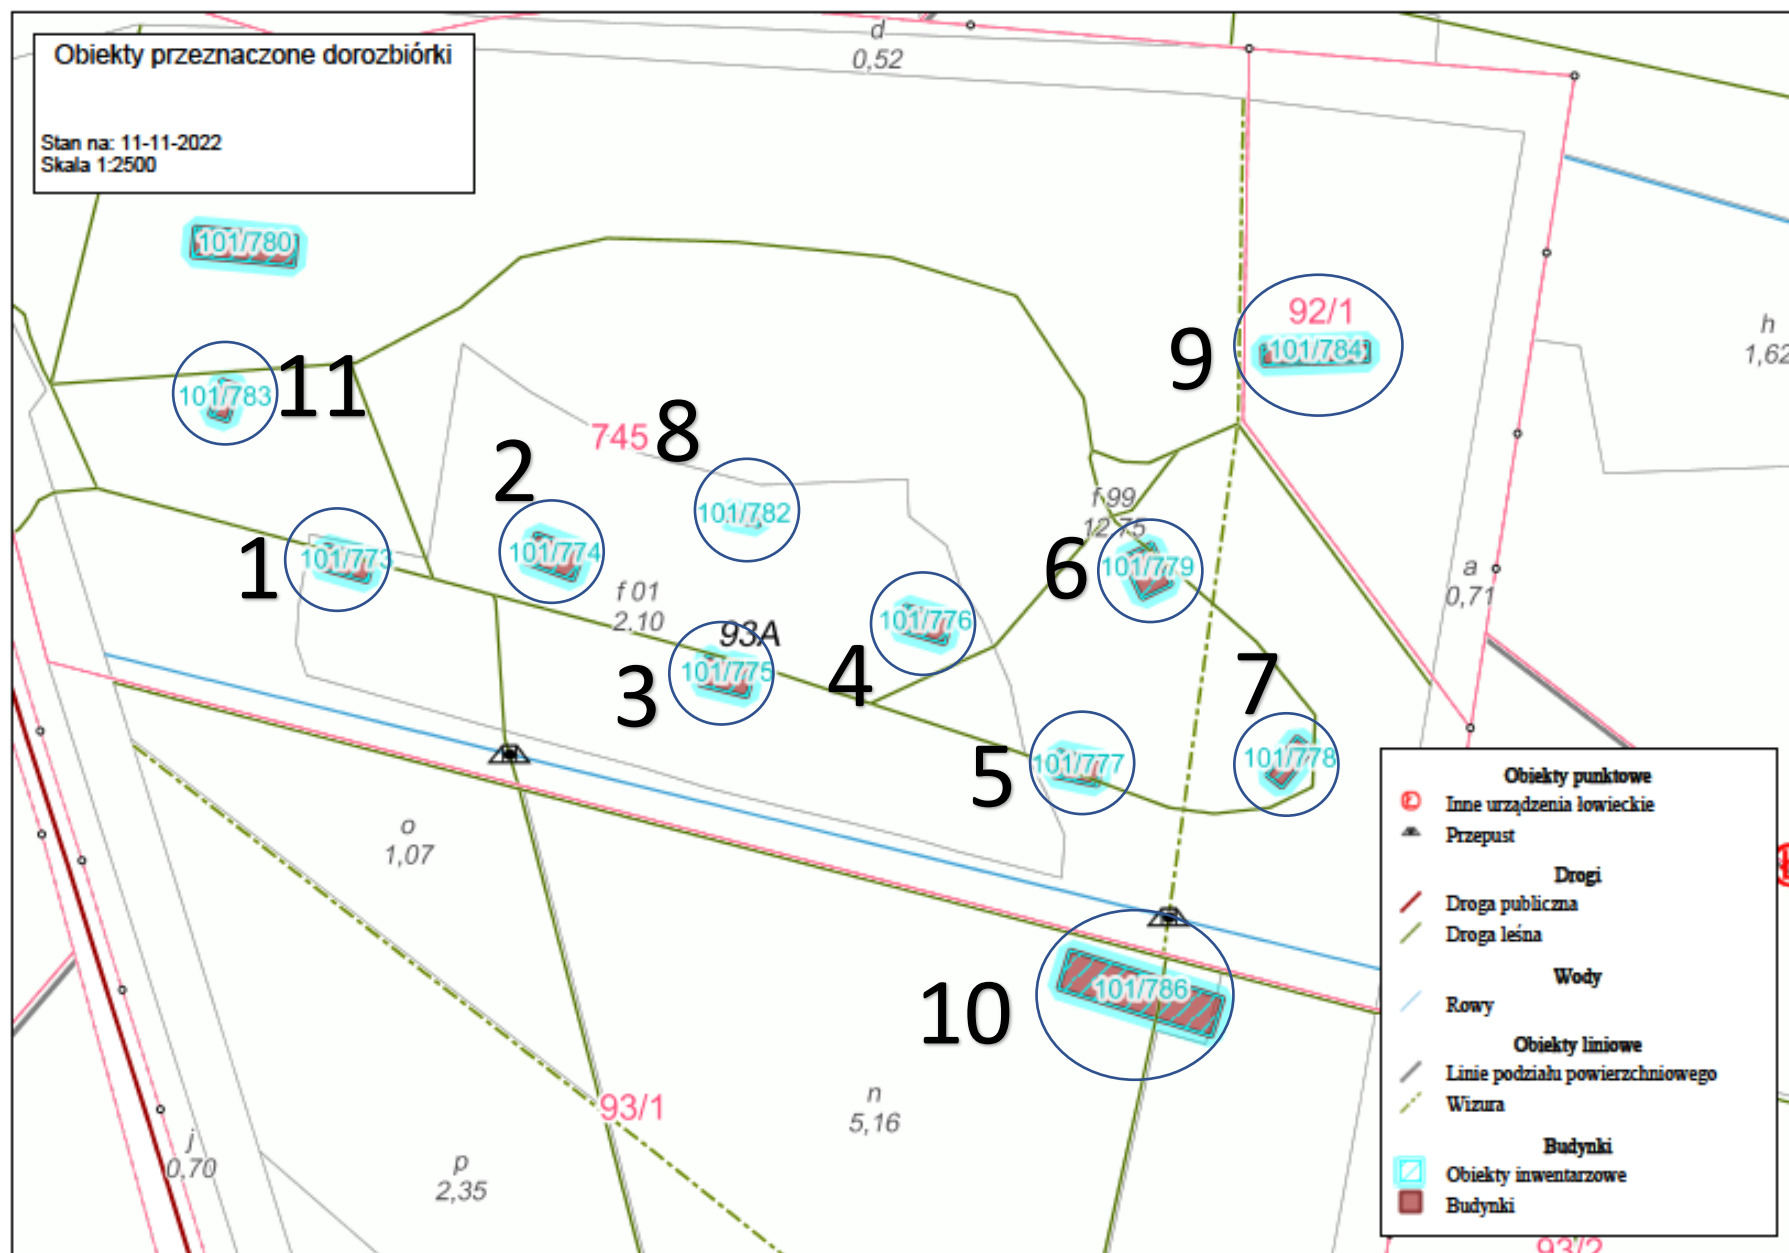 Obiekty przeznaczone dorozbiórki
Stan na: 11-11-2022
Skala 1:2500
d
0,52
101/780
92/1
9
101/784
h
1,62
101/783
11
745
8
2
101/782
f 99
12,75
1
101/773
101/774
6
101/779
a
0,71
f 01
2.10
101/776
93A
3
101/775
4
7
5
101/777
101/778
o
1,07
10
101/786
n
5,16
93/1
j
0,70
p
2,35
Obiekty punktowe
Inne urządzenia łowieckie
Przepust
Drogi
Droga publiczna
Droga leśna
Wody
Rowy
Obiekty liniowe
Linie podziału powierzchniowego
Wizura
Budynki
Obiekty inwentarzowe
Budynki
93/2